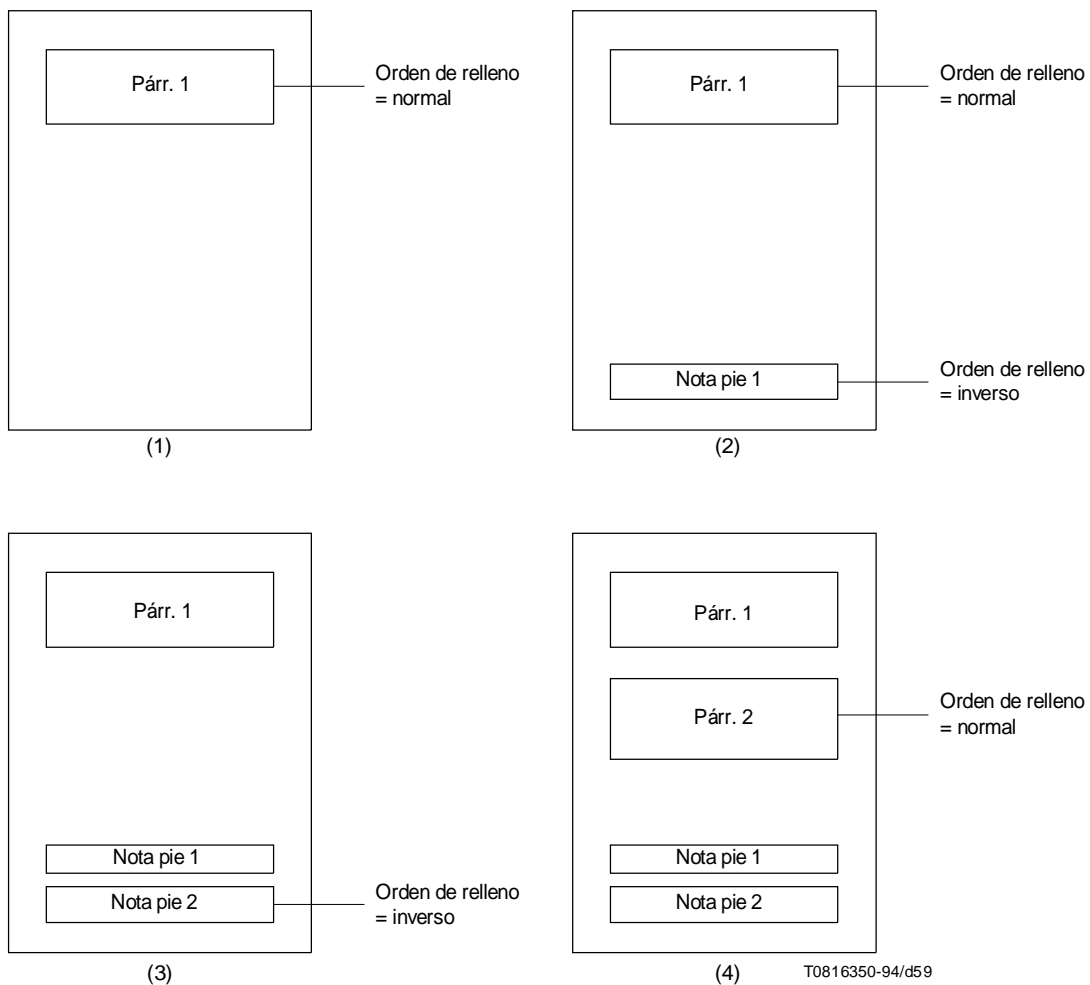 Párr. 1
Orden de relleno
= normal
(1)
Párr. 1
Orden de relleno
= normal
Nota pie 1
Orden de relleno
= inverso
(2)
Párr. 1
Nota pie 1
Nota pie 2
Orden de relleno
= inverso
(3)
Párr. 1
Párr. 2
Orden de relleno
= normal
Nota pie 1
Nota pie 2
(4)
T0816350-94/d59